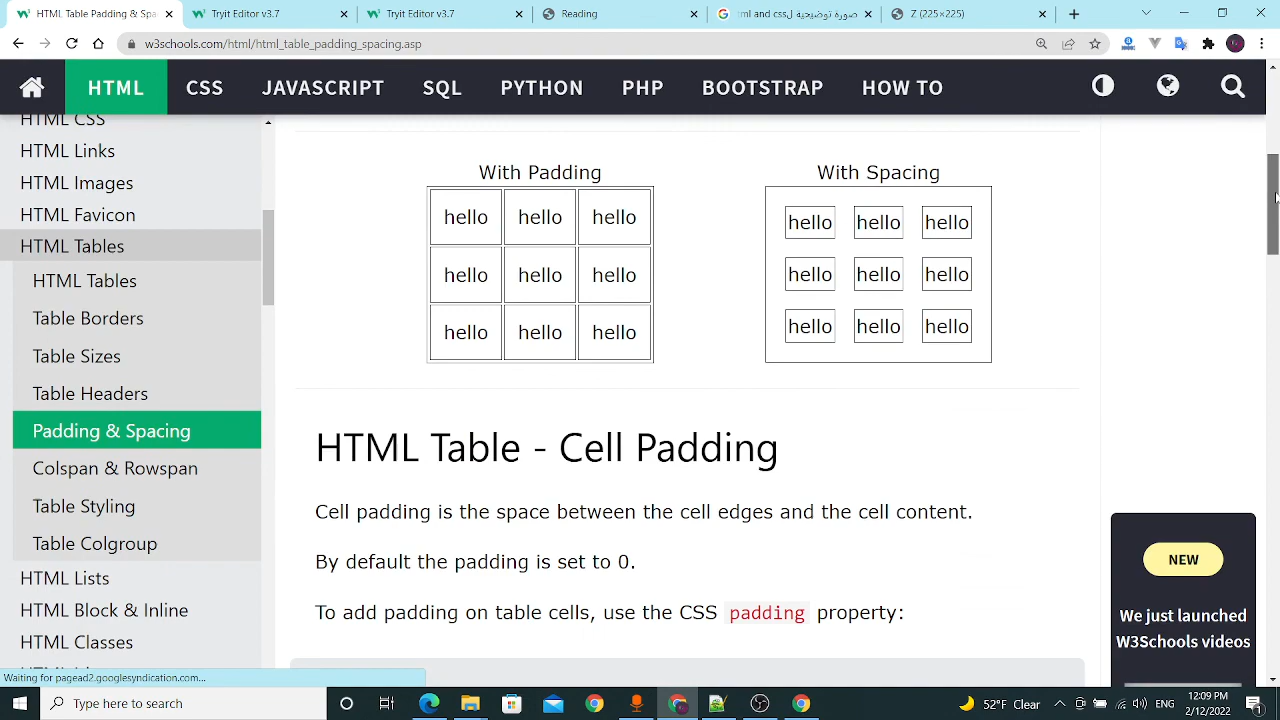 HTML Table Padding & Spa
Tryit Editor v3.7
Tryit Editor v3.7
Reading
صورة توضيحية لـhtml and css
Z (225×225)
w3schools.com/html/html_table_padding_spacing.asp
HTML
CSS
JAVASCRIPT
SQL
PYTHON
PHP
BOOTSTRAP
HOW TO
HTML CSS
HTML Links
HTML Images
HTML Favicon
HTML Tables
HTML Tables
Table Borders
Table Sizes
Table Headers
Padding & Spacing
Colspan & Rowspan
Table Styling
Table Colgroup
HTML Lists
HTML Block & Inline
HTML Classes
With Padding
hello hello hello
hello hello hello
hello hello hello
With Spacing
hello hello hello
hello hello hello
hello hello hello
HTML Table - Cell Padding
Cell padding is the space between the cell edges and the cell content.
By default the padding is set to 0.
To add padding on table cells, use the CSS padding property:
NEW
We just launched
W3Schools videos
Waiting for pagead2.googlesyndication.com...
Type here to search
52°F Clear
12:09 PM
2/12/2022